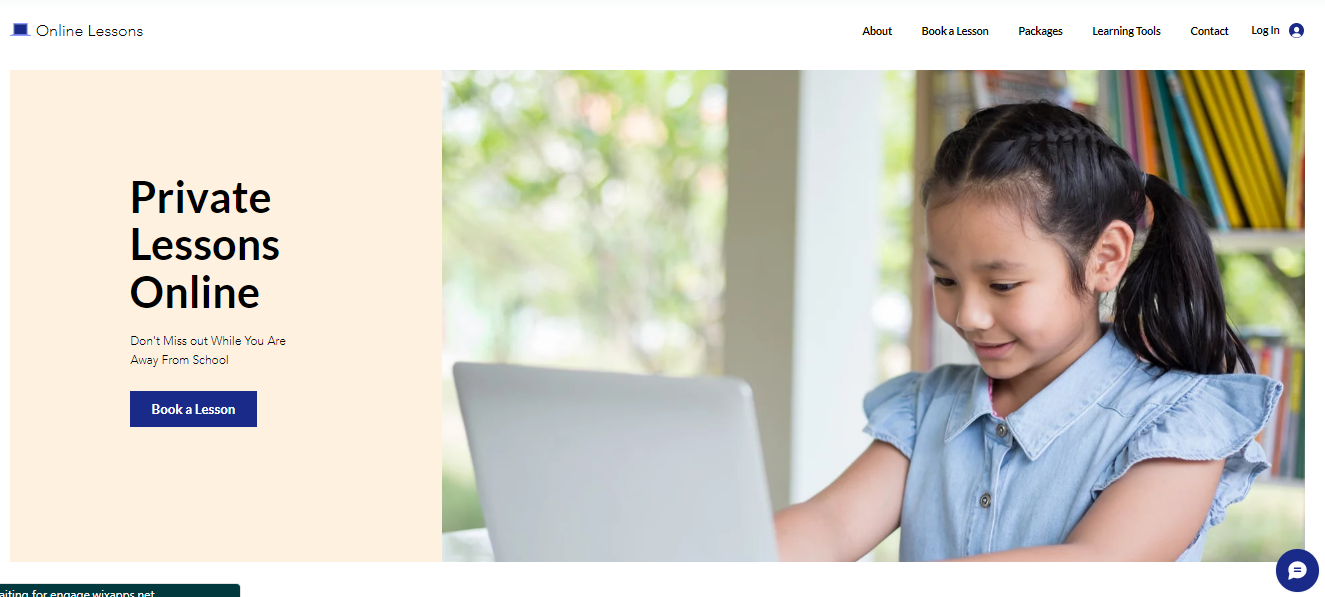 Online Lessons
About
Book a Lesson
Packages
Learning Tools
Contact
Log In
Private
Lessons
Online
Don't Miss out While You Are
Away From School
Book a Lesson
aiting for engage.wixapps.net